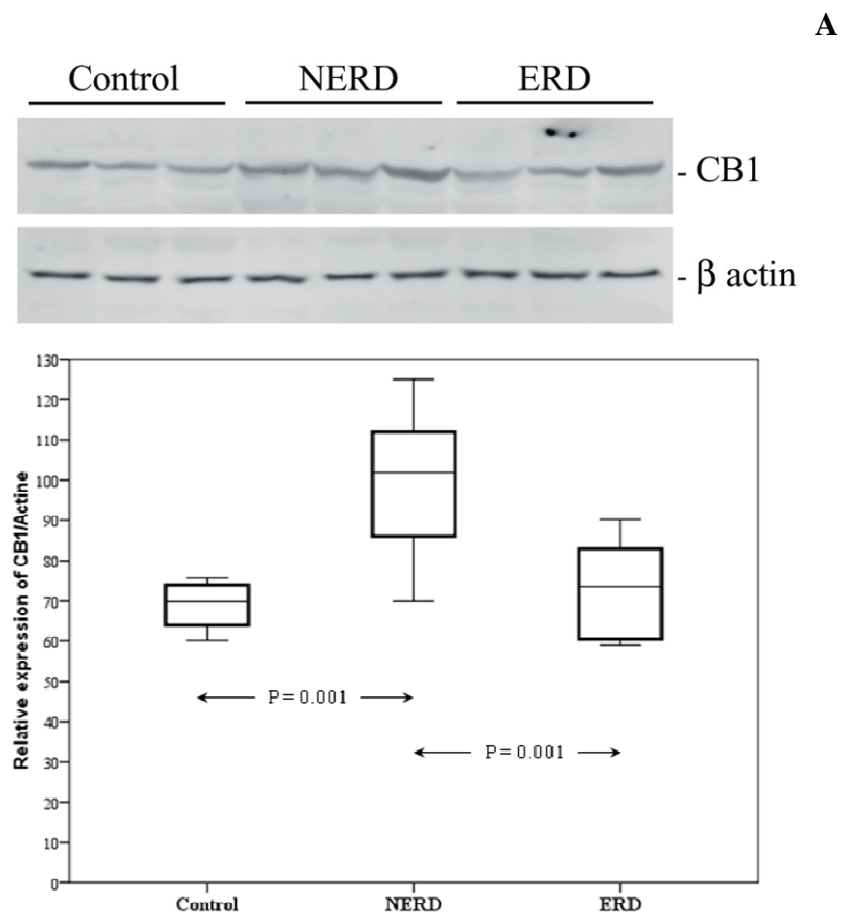 A
Control NERD ERD
- CB1
- β actin
130
120
110
100
90
80
70
60
50
40
30
20
10
0
Relative expression of CB1/Actine
P = 0.001
P = 0.001
Control NERD ERD